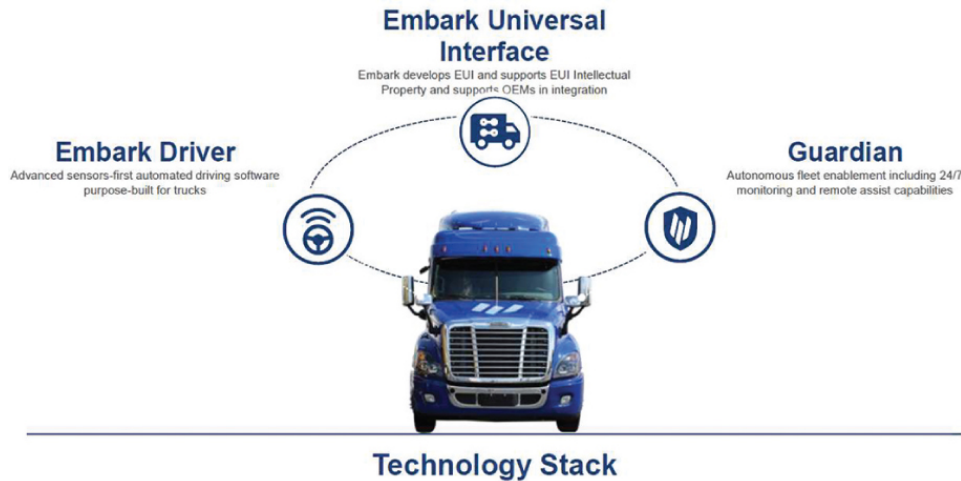 Embark Universal
Interface
Embark develops EUI and supports EUI Intellectual
Property and supports OEMs in integration
Embark Driver
Advanced sensors-first automated driving software
purpose-built for trucks
Guardian
Autonomous fleet enablement including 24/7
monitoring and remote assist capabilities
Technology Stack